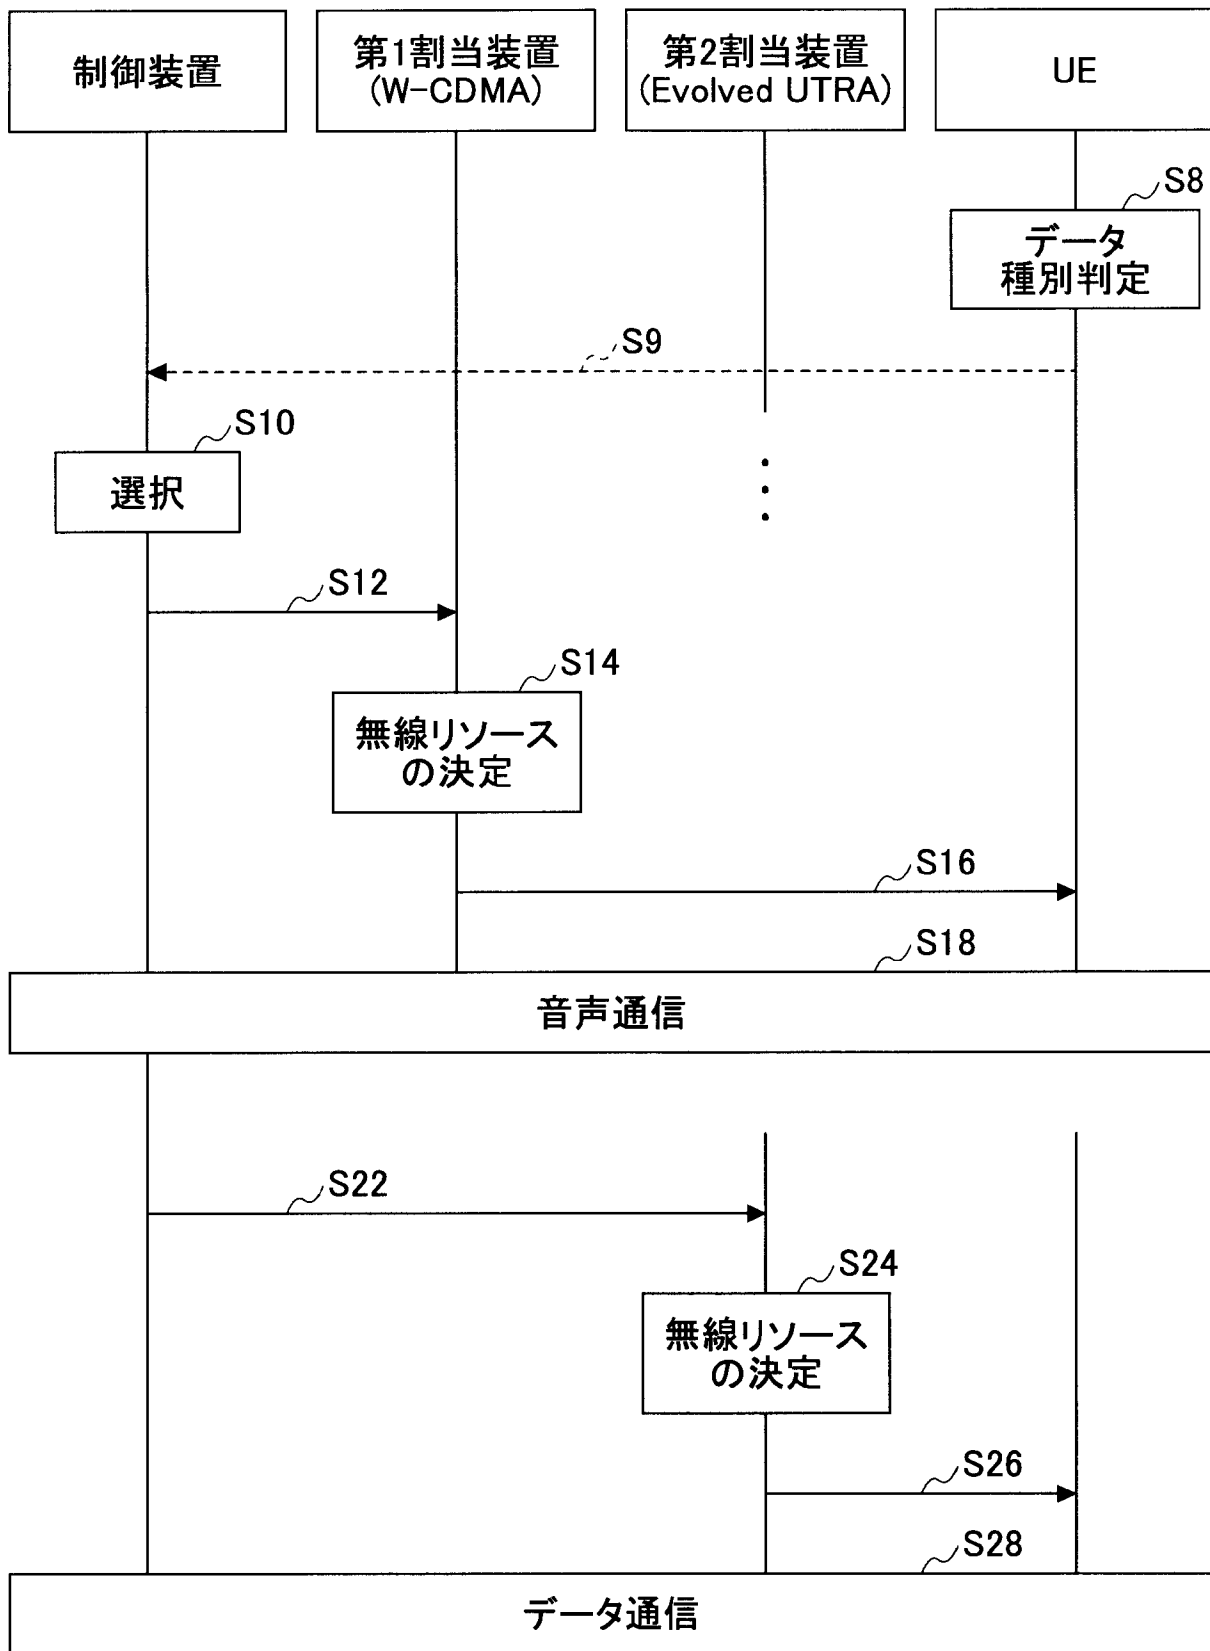 制御装置
第1割当装置
(W-CDMA)
第2割当装置
(Evolved UTRA)
UE
S8
データ
種別判定
S9
S10
選択
S12
S14
無線リソース
の決定
S16
S18
音声通信
S22
S24
無線リソース
の決定
S26
S28
データ通信